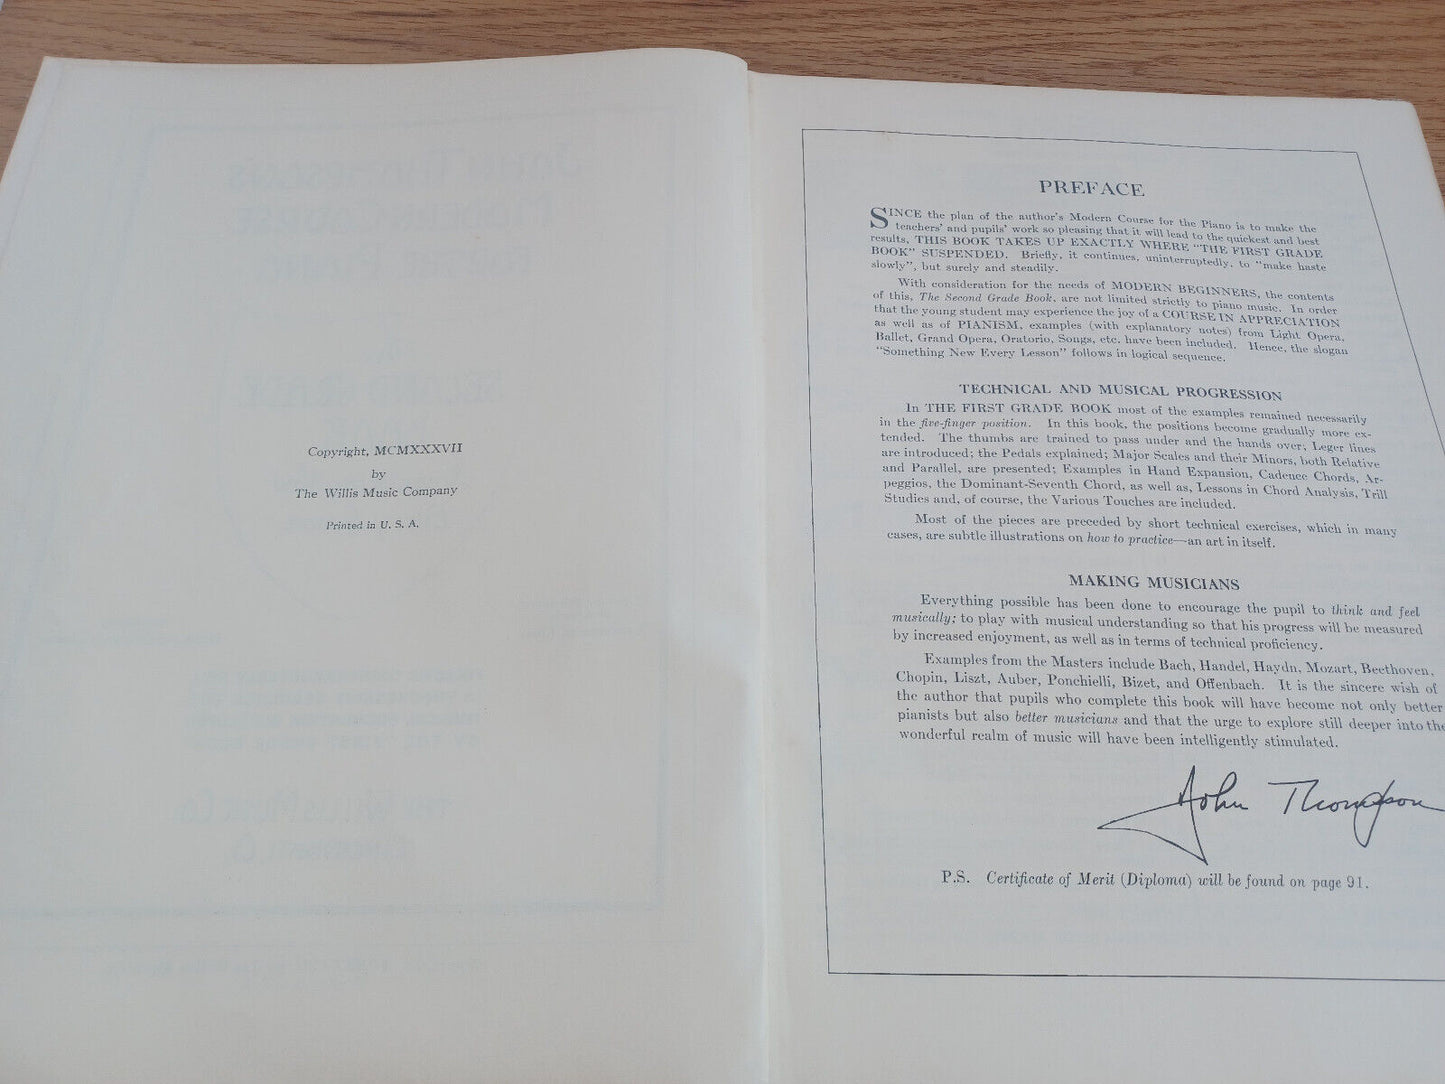 Copyright, MCMXXXVII
by
The Willis Music Company
Printed in U. S. A.
PREFACE
SINCE the plan of the author's Modern Course for the Piano is to make the
teachers' and pupils' work so pleasing that it will lead to the quickest and best
results, THIS BOOK TAKES UP EXACTLY WHERE "THE FIRST GRADE
BOOK" SUSPENDED. Briefly, it continues, uninterruptedly, to "make haste
slowly", but surely and steadily.
With consideration for the needs of MODERN BEGINNERS, the contents
of this, The Second Grade Book, are not limited strictly to piano music. In order
that the young student may experience the joy of a COURSE IN APPRECIATION
as well as of PIANISM, examples (with explanatory notes) from Light Opera,
Ballet, Grand Opera, Oratorio, Songs, etc. have been included. Hence, the slogan
"Something New Every Lesson" follows in logical sequence.
TECHNICAL AND MUSICAL PROGRESSION
In THE FIRST GRADE BOOK most of the examples remained necessarily
in the five-finger position. In this book, the positions become gradually more ex-
tended. The thumbs are trained to pass under and the hands over; Leger lines
are introduced; the Pedals explained; Major Scales and their Minors, both Relative
and Parallel, are presented; Examples in Hand Expansion, Cadence Chords, Ar-
peggios, the Dominant-Seventh Chord, as well as, Lessons in Chord Analysis, Trill
Studies and, of course, the Various Touches are included.
Most of the pieces are preceded by short technical exercises, which in many
cases, are subtle illustrations on how to practice—an art in itself.
MAKING MUSICIANS
Everything possible has been done to encourage the pupil to think and feel
musically; to play with musical understanding so that his progress will be measured
by increased enjoyment, as well as in terms of technical proficiency.
Examples from the Masters include Bach, Handel, Haydn, Mozart, Beethoven,
Chopin, Liszt, Auber, Ponchielli, Bizet, and Offenbach. It is the sincere wish of
the author that pupils who complete this book will have become not only better
pianists but also better musicians and that the urge to explore still deeper into the
wonderful realm of music will have been intelligently stimulated.
John Thompson
P.S. Certificate of Merit (Diploma) will be found on page 91.